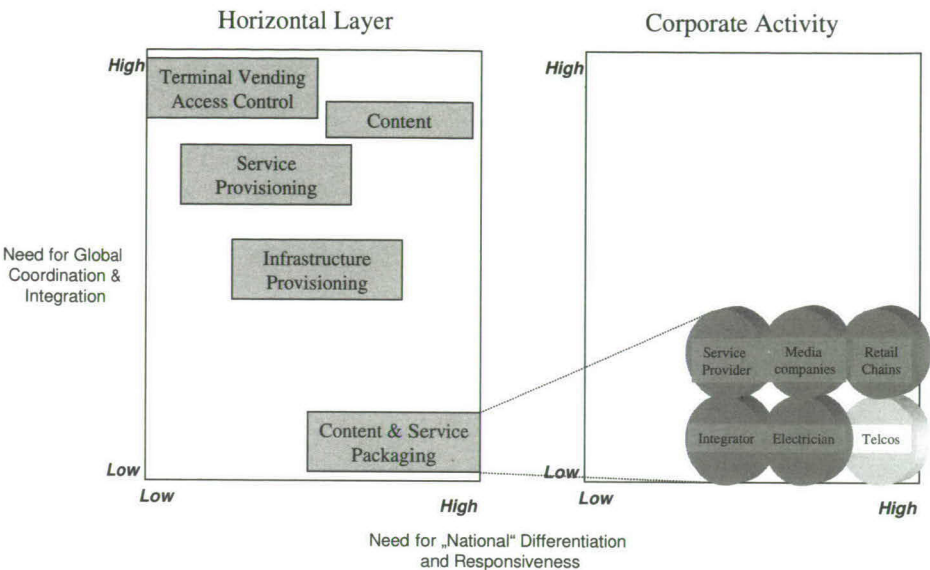 Horizontal Layer
Corporate Activity
High
High
Terminal Vending
Access Control
Content
Service
Provisioning
Need for Global
Coordination &
Integration
Infrastructure
Provisioning
Service
Provider
Media
companies
Retail
Chains
Content & Service
Packaging
Integrator
Electrician
Telcos
Low
Low
Low
High
Low
High
Need for „National“ Differentiation
and Responsiveness